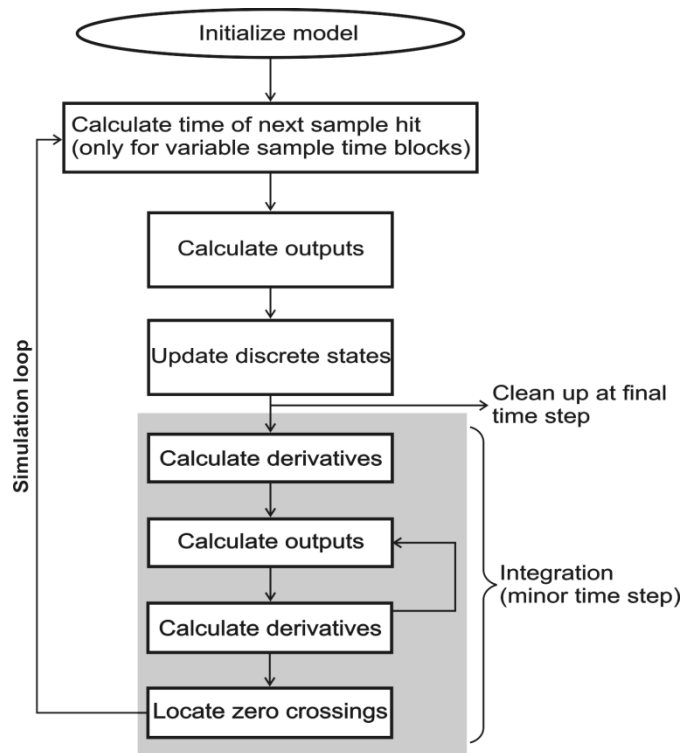 Initialize model
Calculate time of next sample hit
(only for variable sample time blocks)
Calculate outputs
Update discrete states
Clean up at final
time step
Calculate derivatives
Calculate outputs
Integration
(minor time step)
Calculate derivatives
Locate zero crossings
Simulation loop